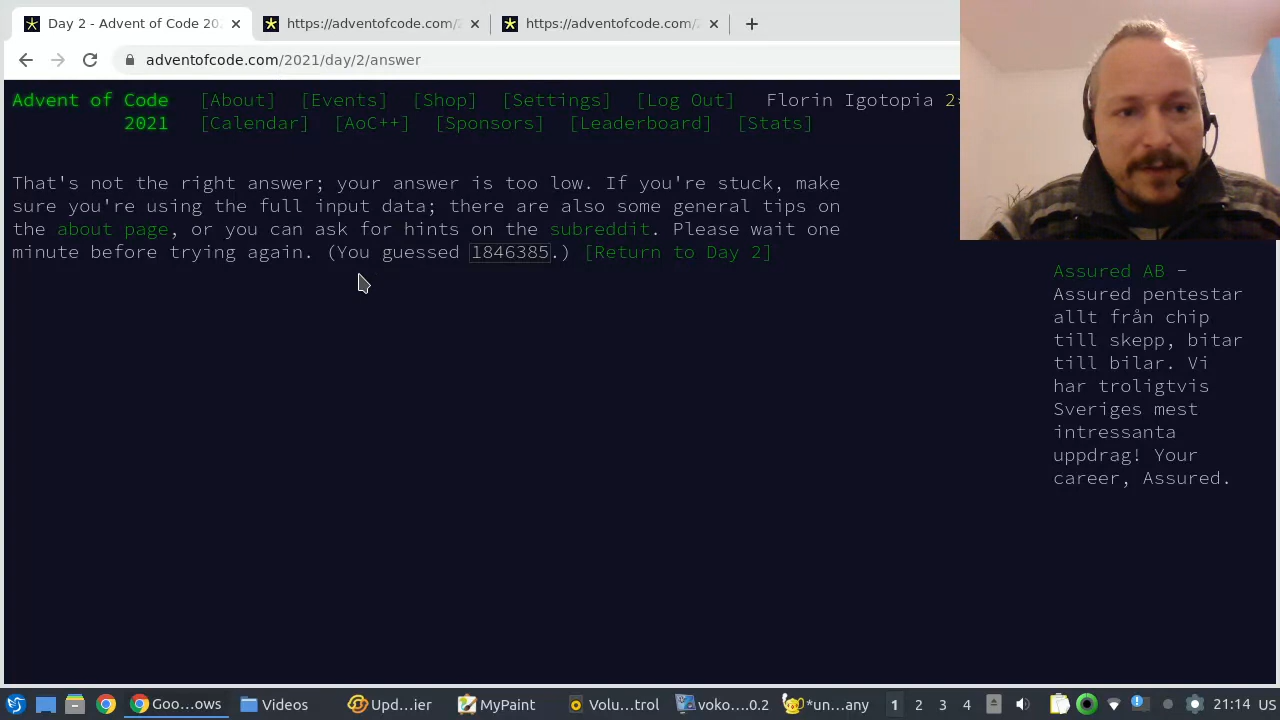 Day 2 - Advent of Code 20
https://adventofcode.com/
https://adventofcode.com/
adventofcode.com/2021/day/2/answer
Advent of Code [About] [Events] [Shop] [Settings] [Log Out] Florin Igotopia 2
2021 [Calendar] [AoC++] [Sponsors] [Leaderboard] [Stats]
That's not the right answer; your answer is too low. If you're stuck, make
sure you're using the full input data; there are also some general tips on
the about page, or you can ask for hints on the subreddit. Please wait one
minute before trying again. (You guessed 1846385.) [Return to Day 2]
Assured AB -
Assured pentestar
allt från chip
till skepp, bitar
till bilar. Vi
har troligtvis
Sveriges mest
intressanta
uppdrag! Your
career, Assured.
Goo...ows Videos Upd...ier MyPaint Volu...trol voko...0.2 *un...any 1 2 3 4 21:14 US